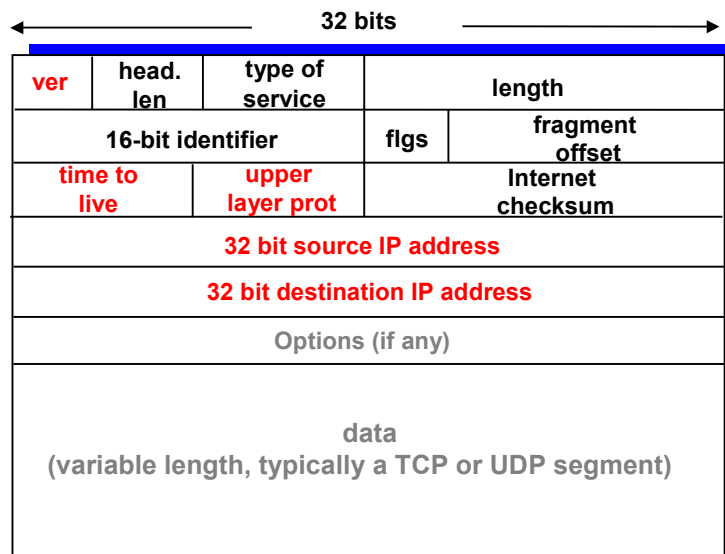 32 bits
ver
head.
len
type of
service
length
16-bit identifier
flgs
fragment
offset
time to
live
upper
layer prot
Internet
checksum
32 bit source IP address
32 bit destination IP address
Options (if any)
data
(variable length, typically a TCP or UDP segment)